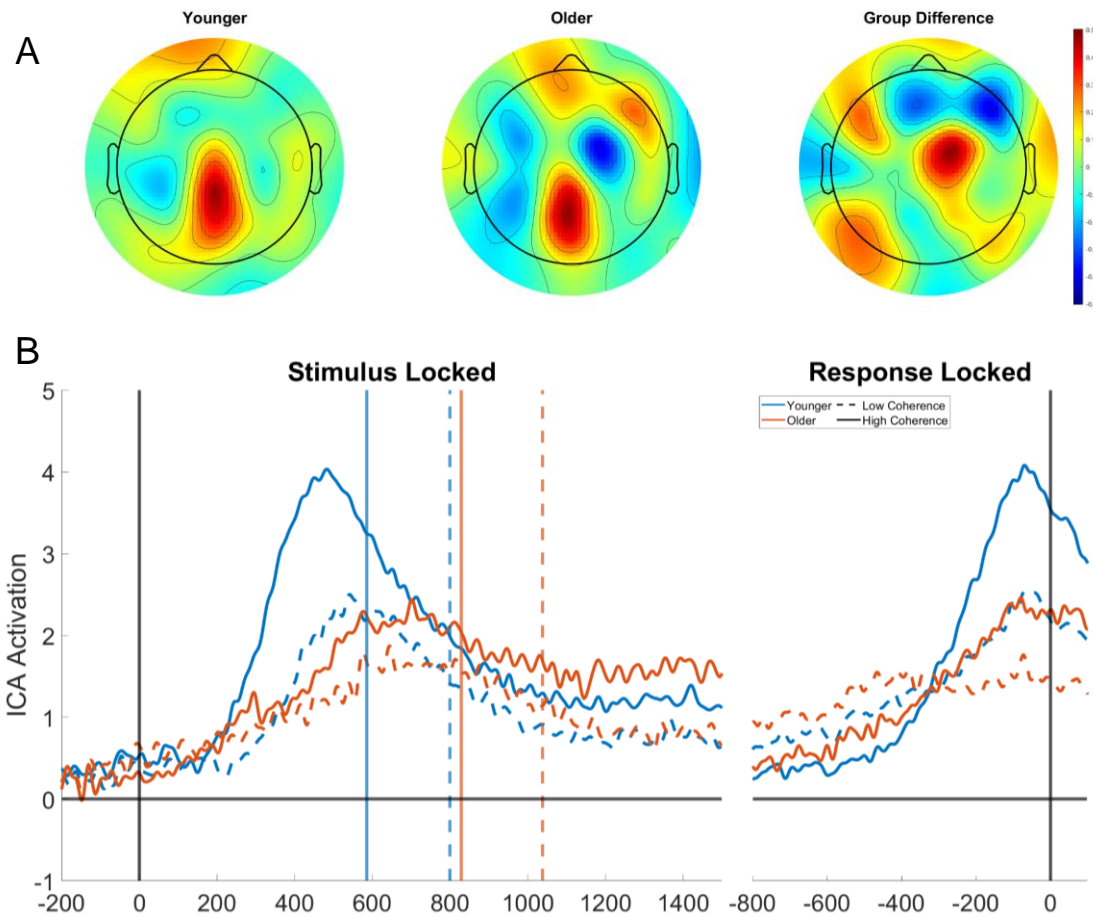 A
Younger
Older
Group Difference
B
Stimulus Locked
Response Locked
Younger
Low Coherence
Older
High Coherence
ICA Activation
5
4
3
2
1
0
-1
-200
0
200
400
600
800
1000
1200
1400
-800
-600
-400
-200
0